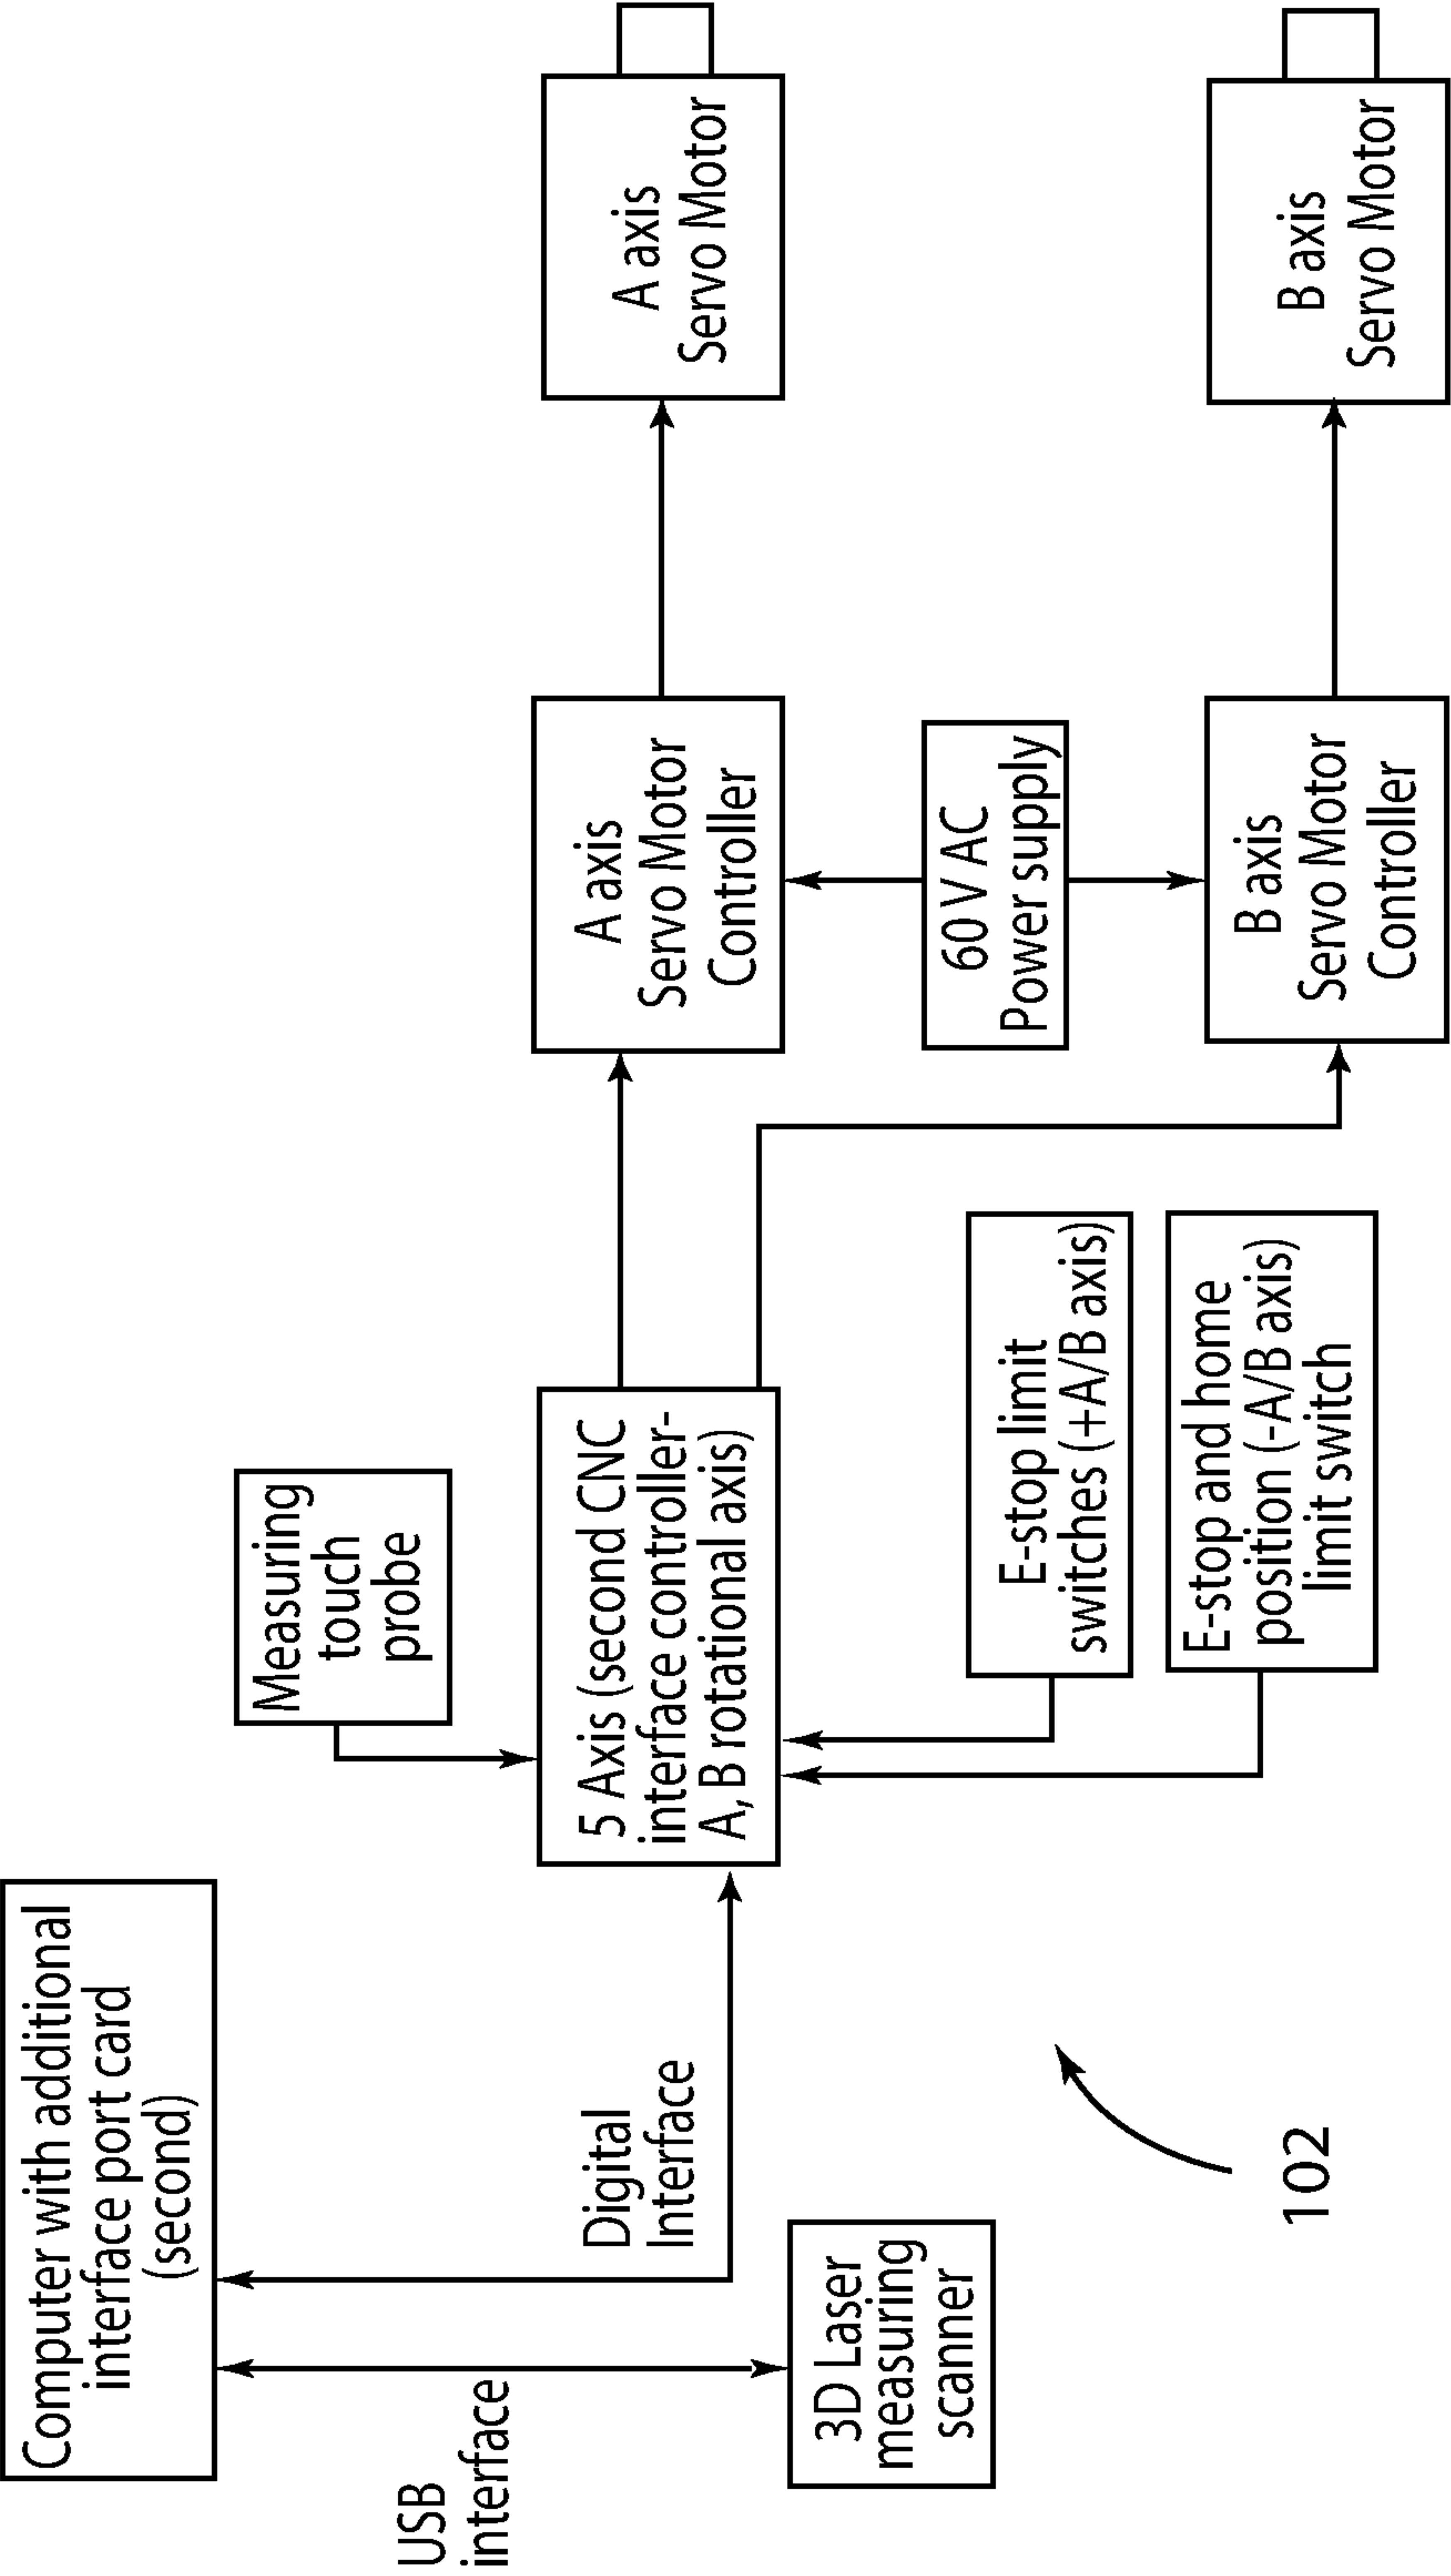 Computer with additional
interface port card
(second)
USB
interface
Digital
Interface
3D Laser
measuring
scanner
Measuring
touch
probe
5 Axis (second CNC
interface controller-
A, B rotational axis)
E-stop limit
switches (+A/B axis)
E-stop and home
position (-A/B axis)
limit switch
A axis
Servo Motor
Controller
60 V AC
Power supply
B axis
Servo Motor
Controller
A axis
Servo Motor
B axis
Servo Motor
102